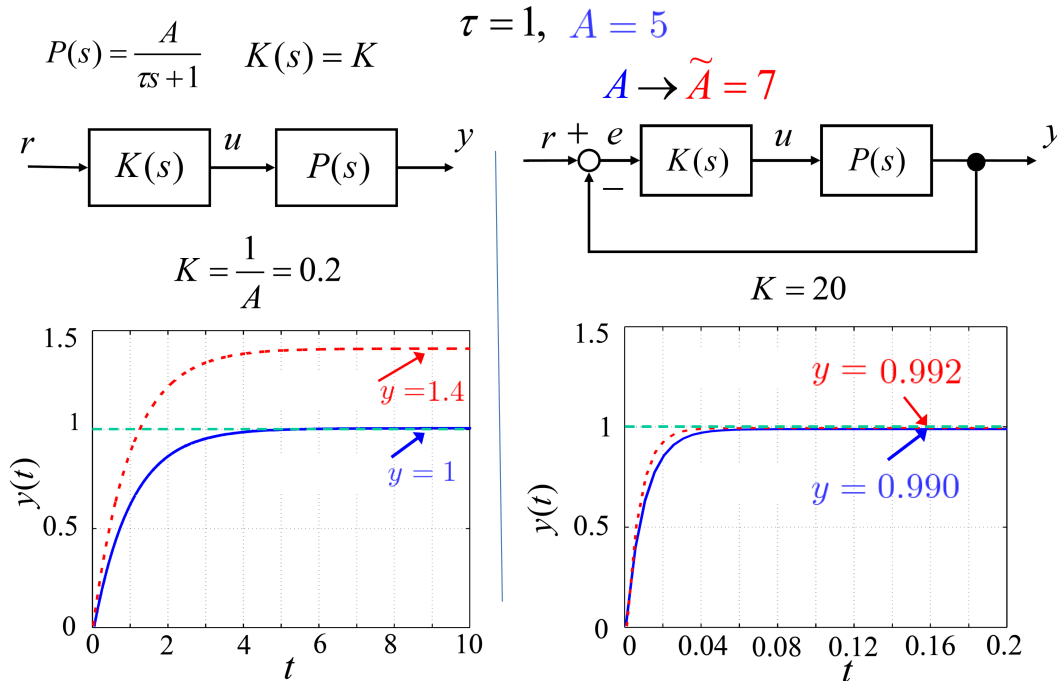 τ = 1, A = 5
P(s) = A/(τs + 1) K(s) = K
A → Ã = 7
r K(s) u P(s) y
r + e K(s) u P(s) y
−
K = 1/A = 0.2
K = 20
1.5
y = 1.4
1
y = 1
y(t)
0.5
0
0 2 4 6 8 10
t
1.5
y = 0.992
1
y = 0.990
y(t)
0.5
0
0 0.04 0.08 0.12 0.16 0.2
t